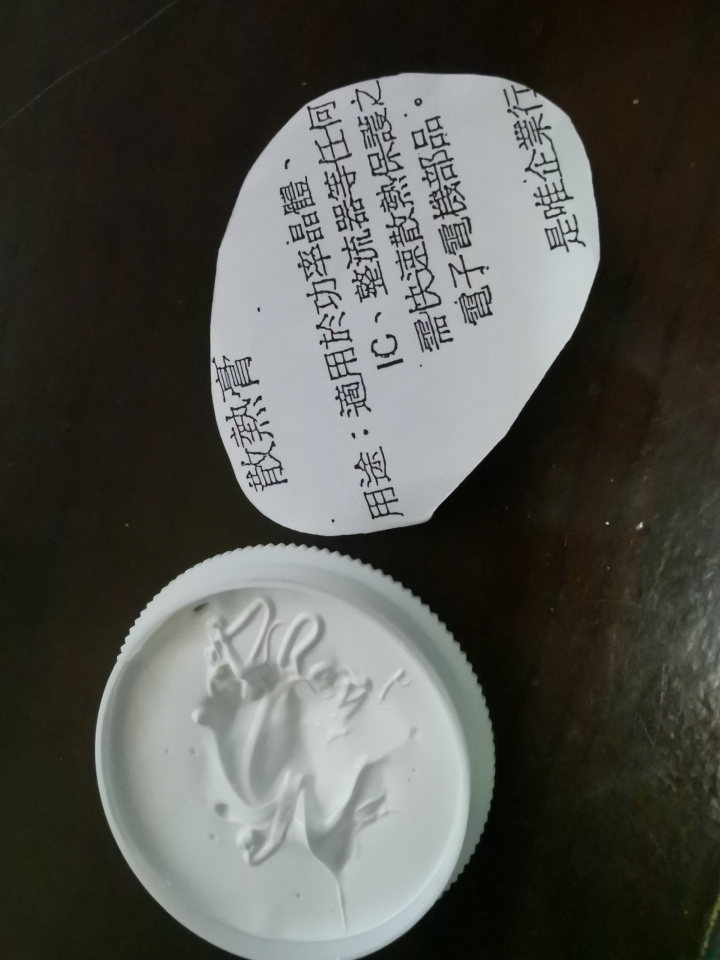 散熱膏
用途：適用於功率晶體、
IC、整流器等任何
需快速散熱保護之
電子電機部品。
是唯企業行